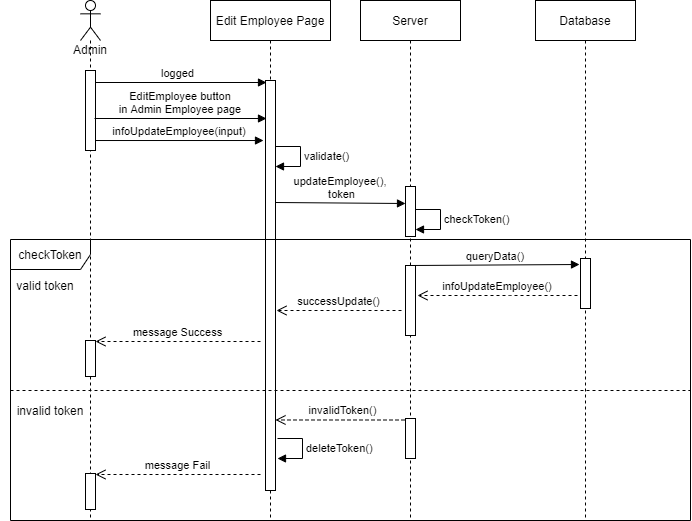 Admin
Edit Employee Page
Server
Database
logged
EditEmployee button
in Admin Employee page
infoUpdateEmployee(input)
validate()
updateEmployee(),
token
checkToken()
checkToken
valid token
queryData()
infoUpdateEmployee()
successUpdate()
message Success
invalid token
invalidToken()
deleteToken()
message Fail